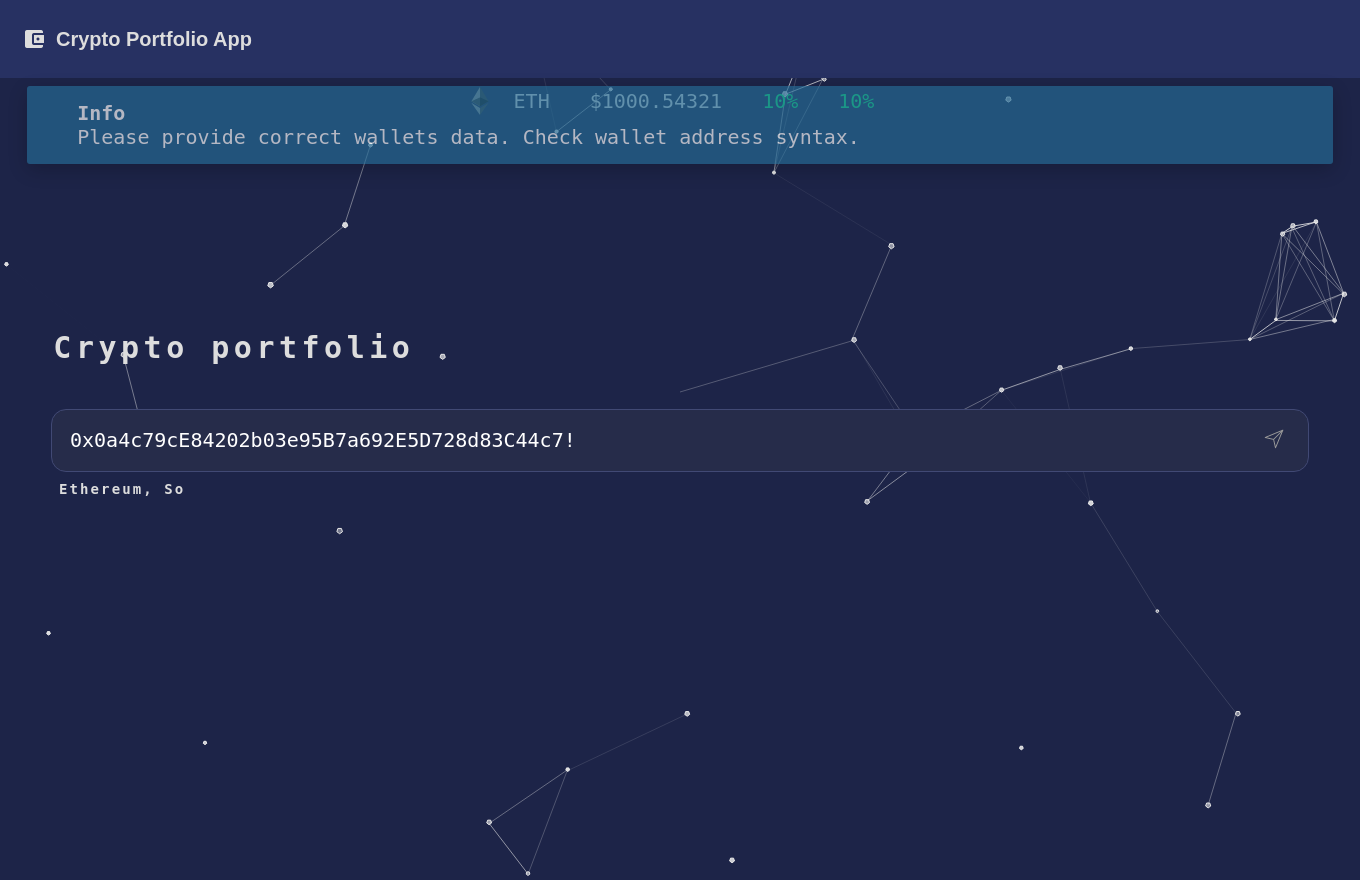 Crypto Portfolio App
ETH $1000.54321 10% 10%
Info
Please provide correct wallets data. Check wallet address syntax.
Crypto portfolio
0x0a4c79cE84202b03e95B7a692E5D728d83C44c7!
Ethereum, So